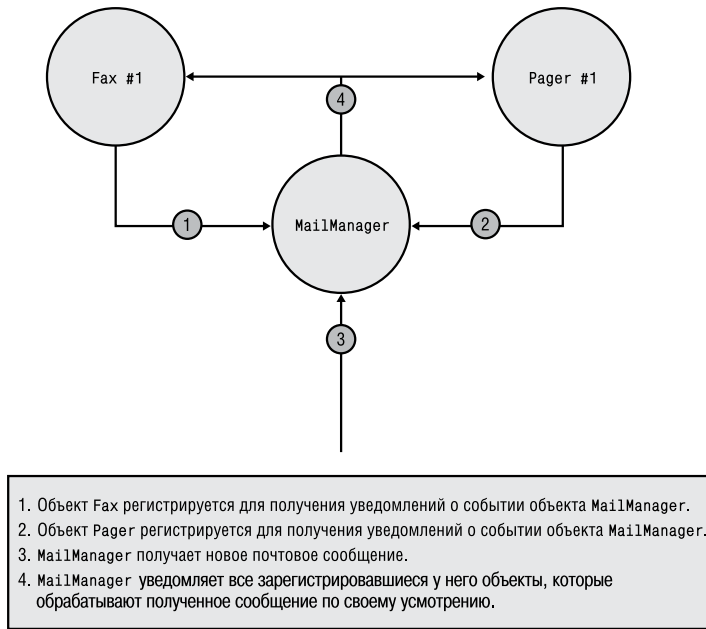 Fax #1
Pager #1
4
MailManager
1
2
3
1. Объект Fax регистрируется для получения уведомлений о событии объекта MailManager.
2. Объект Pager регистрируется для получения уведомлений о событии объекта MailManager.
3. MailManager получает новое почтовое сообщение.
4. MailManager уведомляет все зарегистрировавшиеся у него объекты, которые
обрабатывают полученное сообщение по своему усмотрению.